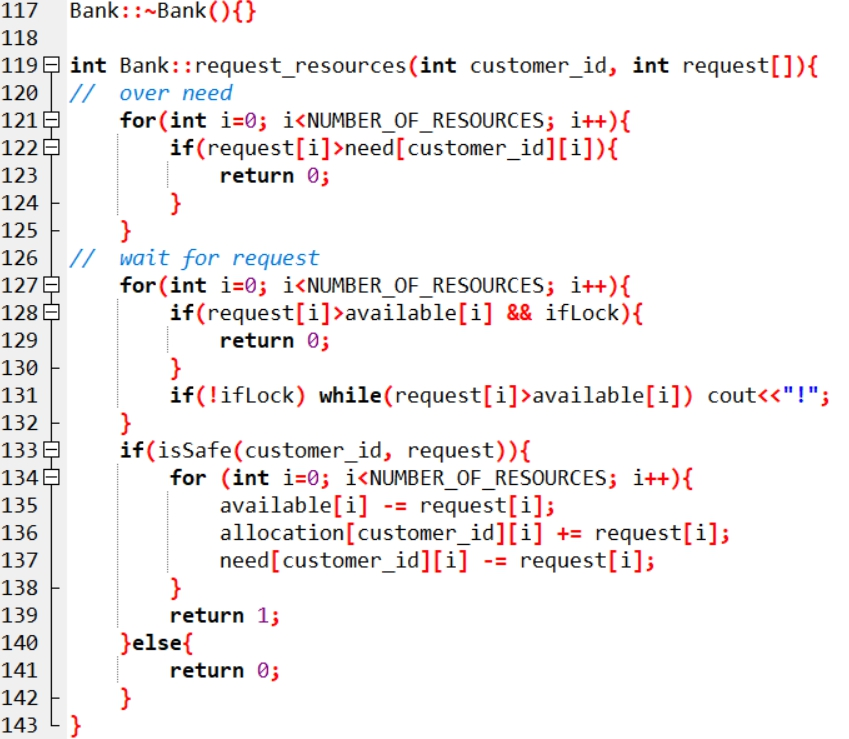 117 Bank::~Bank(){}
118
119 int Bank::request_resources(int customer_id, int request[]){
120 //  over need
121     for(int i=0; i<NUMBER_OF_RESOURCES; i++){
122         if(request[i]>need[customer_id][i]){
123             return 0;
124         }
125     }
126 //  wait for request
127     for(int i=0; i<NUMBER_OF_RESOURCES; i++){
128         if(request[i]>available[i] && ifLock){
129             return 0;
130         }
131         if(!ifLock) while(request[i]>available[i]) cout<<"!";
132     }
133     if(isSafe(customer_id, request)){
134         for (int i=0; i<NUMBER_OF_RESOURCES; i++){
135             available[i] -= request[i];
136             allocation[customer_id][i] += request[i];
137             need[customer_id][i] -= request[i];
138         }
139         return 1;
140     }else{
141         return 0;
142     }
143 }